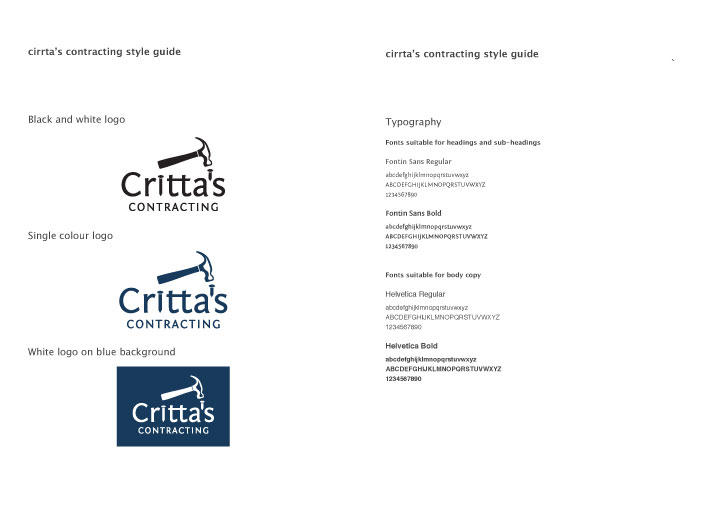 cirrta's contracting style guide
Black and white logo
Critta's
CONTRACTING
Single colour logo
Critta's
CONTRACTING
White logo on blue background
Critta's
CONTRACTING
cirrta's contracting style guide
Typography
Fonts suitable for headings and sub-headings
Fontin Sans Regular
abcdefghijklmnopqrstuvwxyz
ABCDEFGHIJKLMNOPQRSTUVWXYZ
1234567890
Fontin Sans Bold
abcdefghijklmnopqrstuvwxyz
ABCDEFGHIJKLMNOPQRSTUVWXYZ
1234567890
Fonts suitable for body copy
Helvetica Regular
abcdefghijklmnopqrstuvwxyz
ABCDEFGHIJKLMNOPQRSTUVWXYZ
1234567890
Helvetica Bold
abcdefghijklmnopqrstuvwxyz
ABCDEFGHIJKLMNOPQRSTUVWXYZ
1234567890